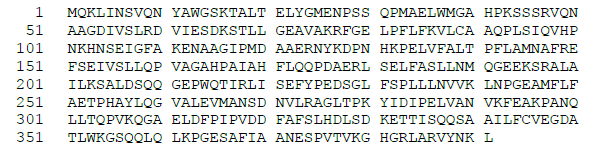 1 MQKLINSVQN YAWGSKTALT ELYGMENPSS QPMAELWMGA HPKSSSRVQN
51 AAGDIVSLRD VIESDKSTLL GEAVAKRFGE LPFLFKVLCA AQPLSIQVHP
101 NKHNSEIGFA KENAAGIPMD AAERNYKDPN HKPELVFALT PFLAMNAFRE
151 FSEIVSLLQP VAGAHPAIAH FLQQPDAERL SELFASLLNM QGEEKSRALA
201 ILKSALDSQQ GEPWQTIRLI SEFYPEDSGL FSPLLLNVVK LNPGEAMFLF
251 AETPHAYLQG VALEVMANSD NVLRAGLTPK YIDIPELVAN VKFEAKPANQ
301 LLTQPVKQGA ELDFPIPVDD FAFSLHDLSD KETTISQQSA AILFCVEGDA
351 TLWKGSQQLQ LKPGESAFIA ANESPVTVKG HGRLARVYNK L